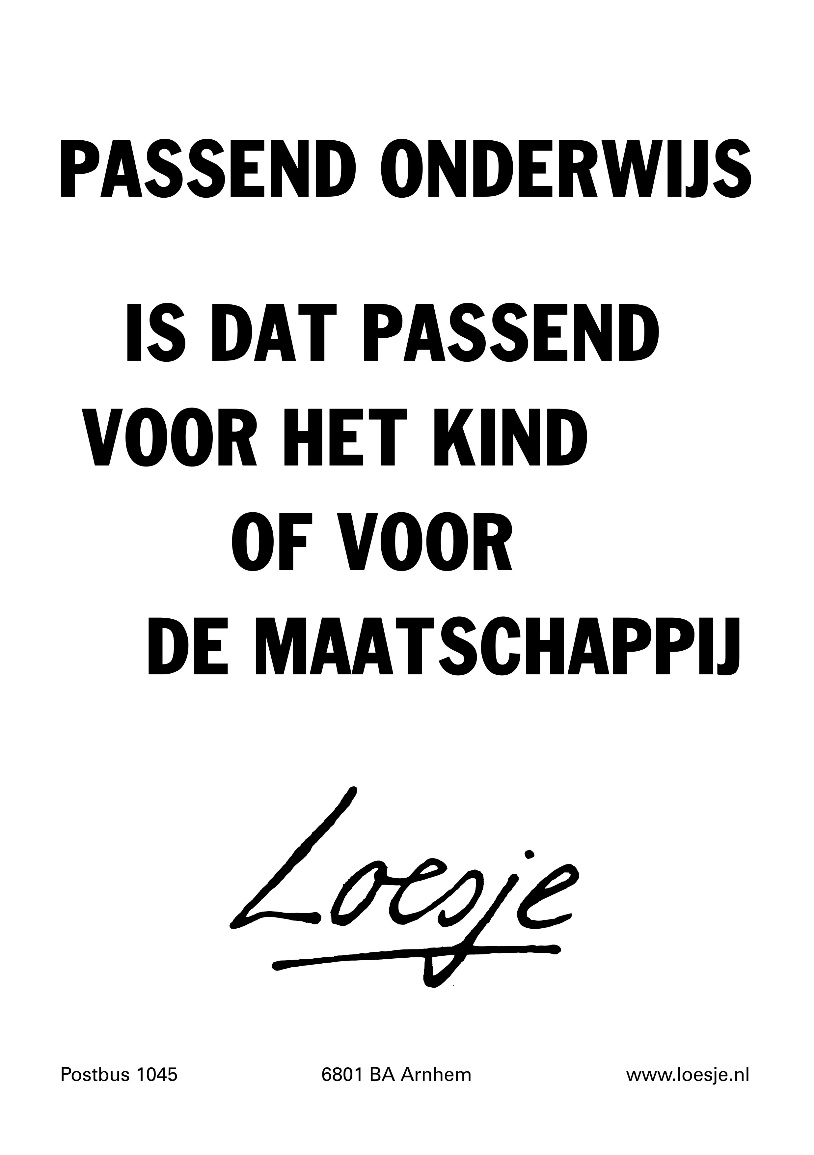 PASSEND ONDERWIJS
IS DAT PASSEND
VOOR HET KIND
OF VOOR
DE MAATSCHAPPIJ
Loesje
Postbus 1045 6801 BA Arnhem www.loesje.nl